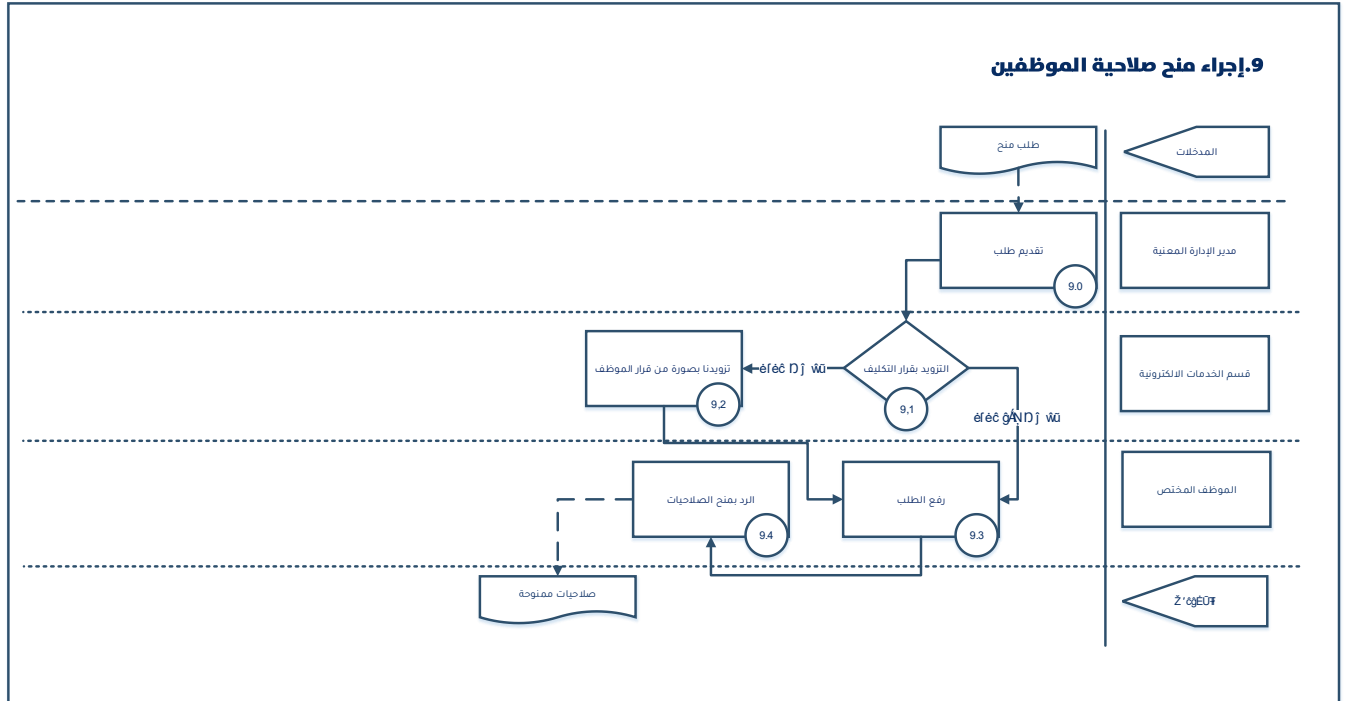 9.إجراء منح صلاحية الموظفين
المدخلات
طلب منح
مدير الإدارة المعنية
تقديم طلب
9.0
قسم الخدمات الالكترونية
التزويد بقرار التكليف
9,1
تزويدنا بصورة من قرار الموظف
9,2
الموظف المختص
رفع الطلب
9.3
الرد بمنح الصلاحيات
9.4
صلاحيات ممنوحة